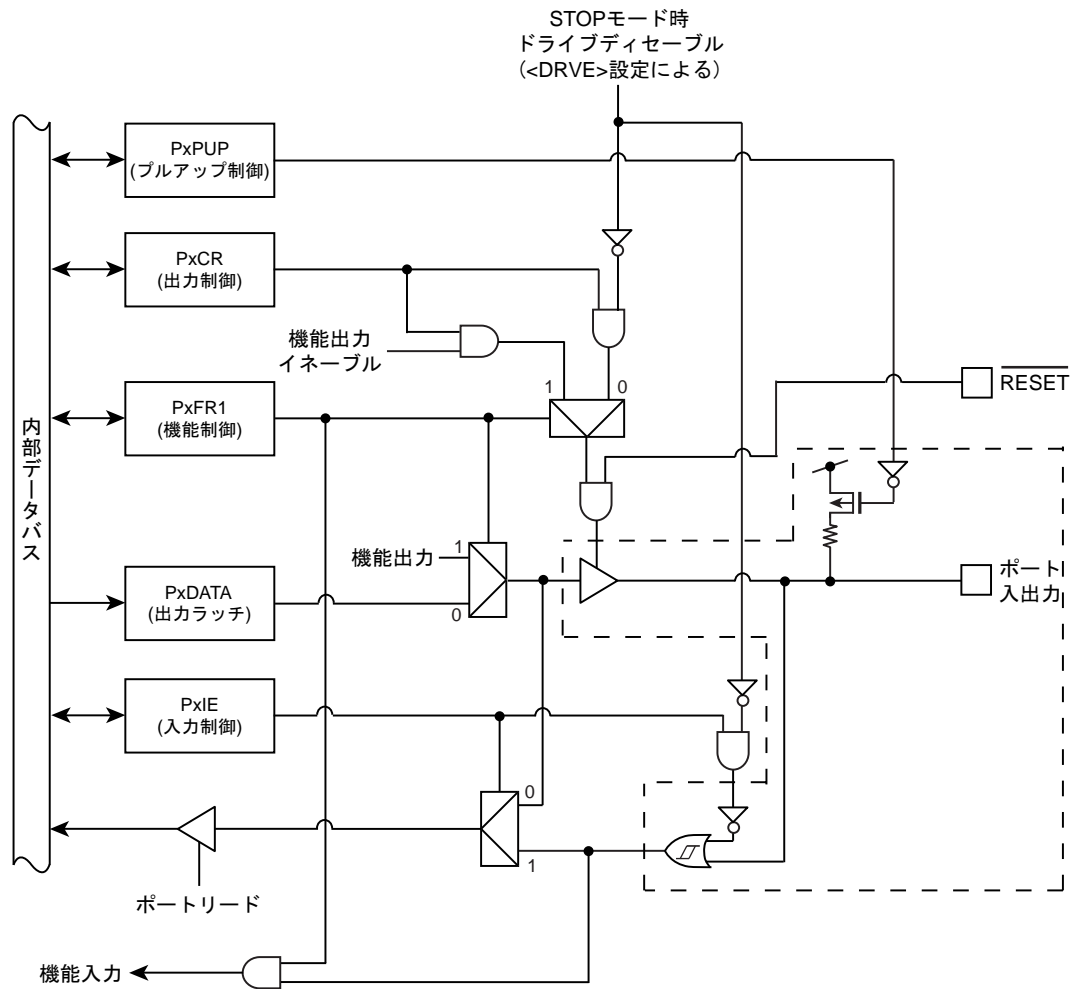 STOPモード時
ドライブディセーブル
(<DRVE>設定による)
PxPUP
(プルアップ制御)
PxCR
(出力制御)
機能出力
イネーブル
1
0
RESET
PxFR1
(機能制御)
内部データバス
機能出力
1
0
PxDATA
(出力ラッチ)
ポート
入出力
PxIE
(入力制御)
0
1
ポートリード
機能入力